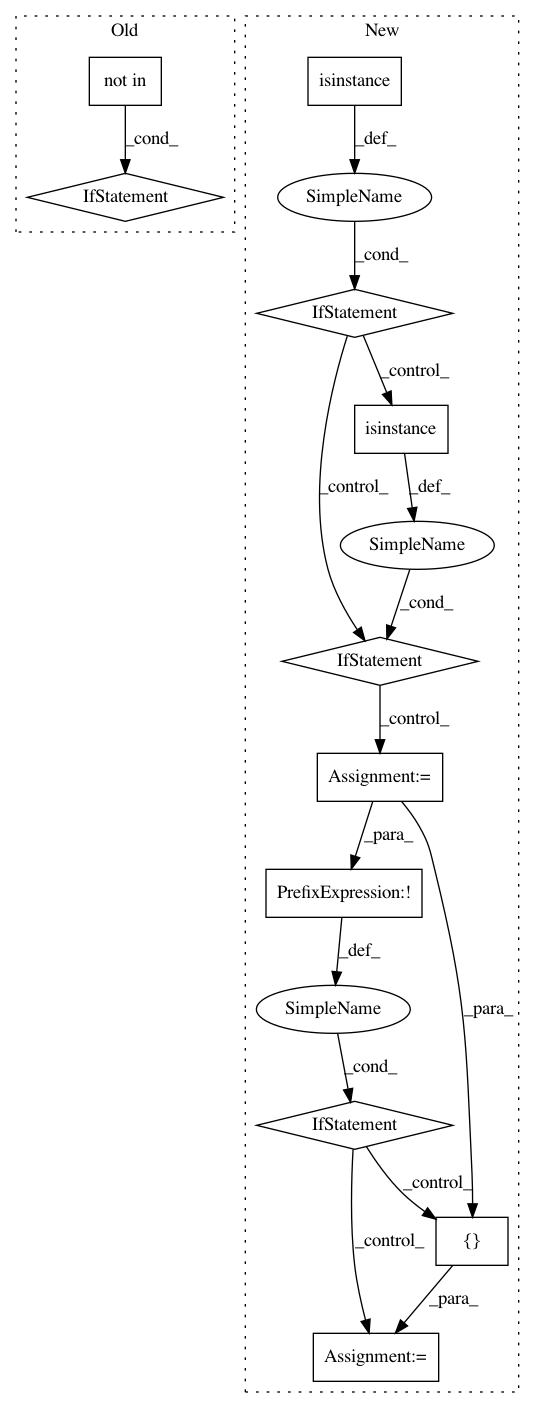 Old
New
not in
isinstance
_cond_
_def_
IfStatement
SimpleName
_cond_
IfStatement
_control_
isinstance
_control_
_def_
SimpleName
_cond_
IfStatement
_control_
Assignment:=
_para_
PrefixExpression:!
_def_
_para_
SimpleName
_cond_
IfStatement
_control_
_control_
{}
_para_
Assignment:=